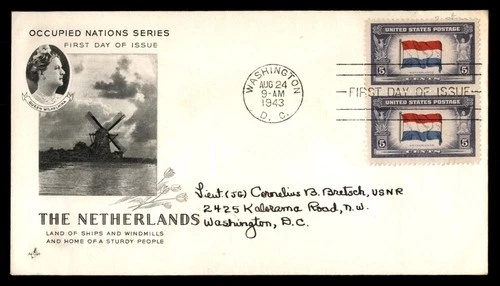 OCCUPIED NATIONS SERIES
FIRST DAY OF ISSUE
QUEEN WILHELMINA
THE NETHERLANDS
LAND OF SHIPS AND WINDMILLS
AND HOME OF A STURDY PEOPLE
WASHINGTON
AUG 24
9-AM
1943
D. C.
FIRST DAY OF ISSUE
UNITED STATES POSTAGE
5 5
CENTS
UNITED STATES POSTAGE
5 5
CENTS
Lieut. (JG) Cornelius B. Bretsch, USNR
2425 Kalorama Road, N.W.
Washington, D.C.